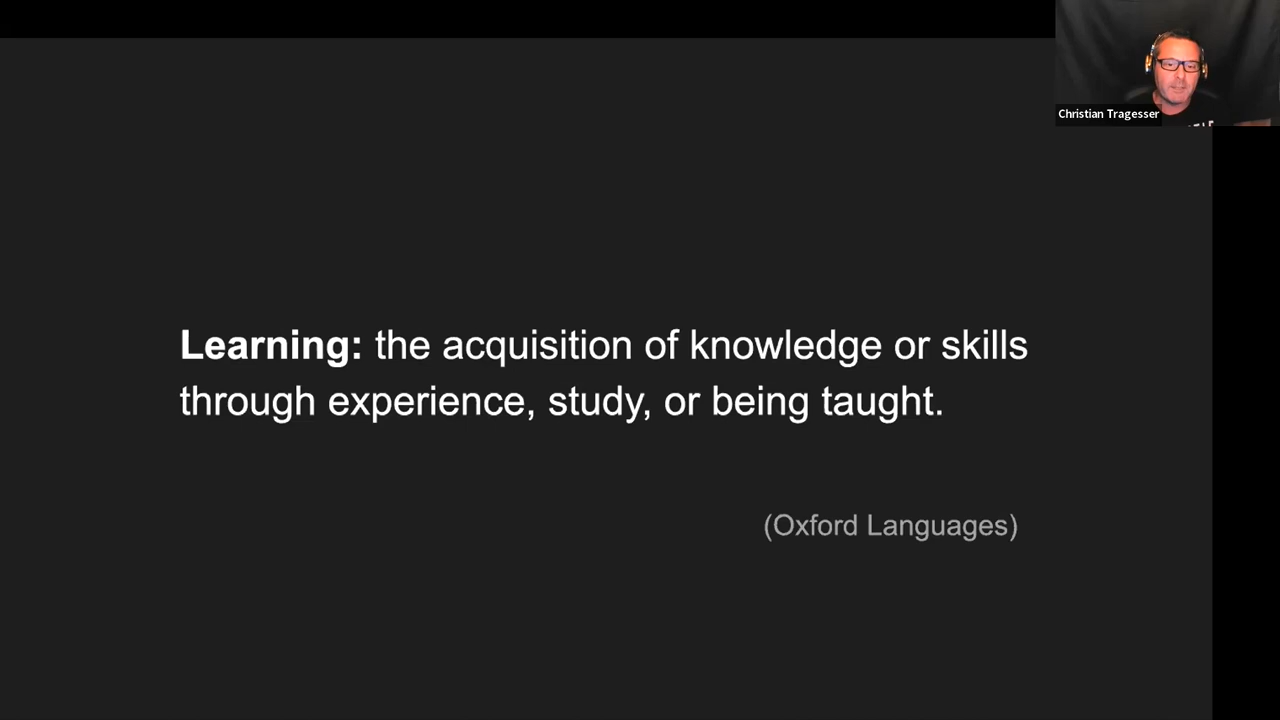 Christian Tragesser
Learning: the acquisition of knowledge or skills
through experience, study, or being taught.
(Oxford Languages)